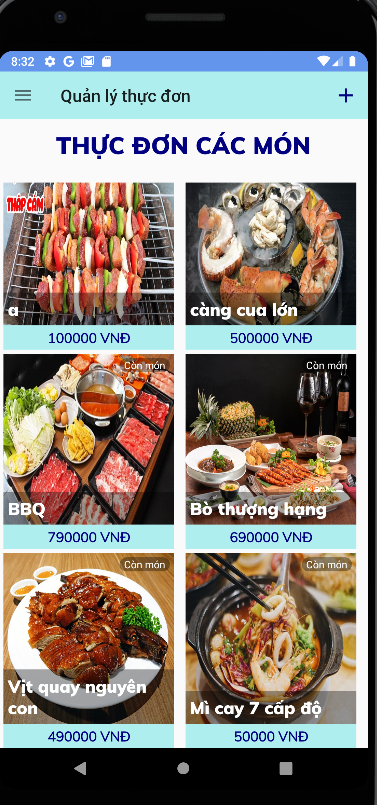 8:32
Quản lý thực đơn
THỰC ĐƠN CÁC MÓN
THẬP CẨM
a
càng cua lớn
100000 VNĐ
500000 VNĐ
Còn món
Còn món
BBQ
Bò thượng hạng
790000 VNĐ
690000 VNĐ
Còn món
Còn món
Vịt quay nguyên
con
Mì cay 7 cấp độ
490000 VNĐ
50000 VNĐ